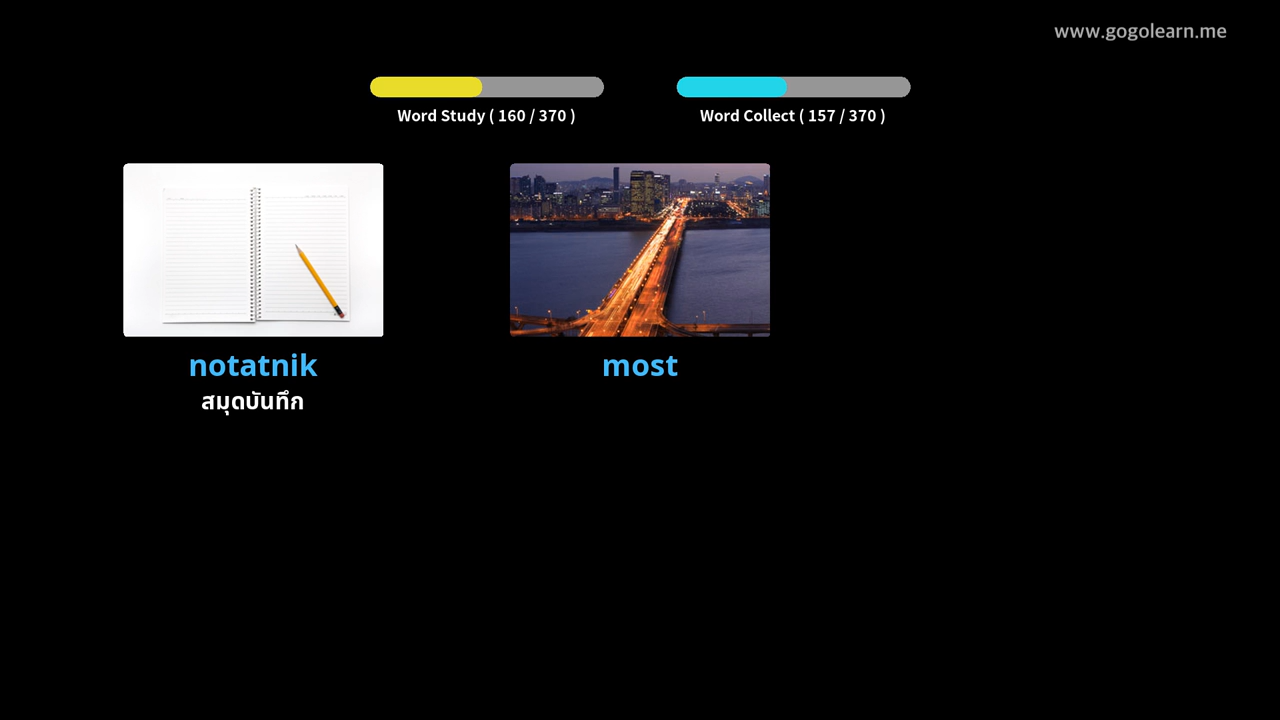 www.gogolearn.me
Word Study ( 160 / 370 )
Word Collect ( 157 / 370 )
notatnik
สมุดบันทึก
most